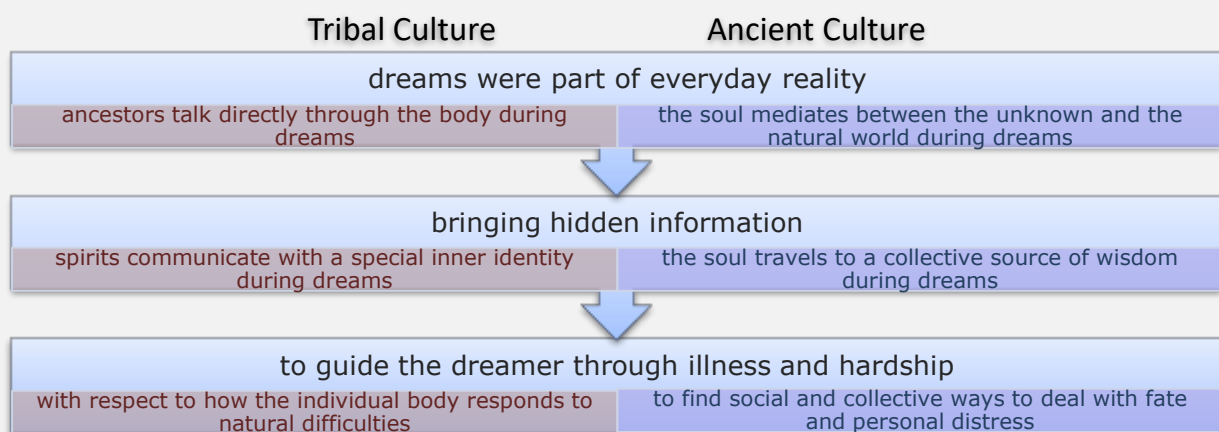 Tribal Culture Ancient Culture
dreams were part of everyday reality
ancestors talk directly through the body during
dreams
the soul mediates between the unknown and the
natural world during dreams
bringing hidden information
spirits communicate with a special inner identity
during dreams
the soul travels to a collective source of wisdom
during dreams
to guide the dreamer through illness and hardship
with respect to how the individual body responds to
natural difficulties
to find social and collective ways to deal with fate
and personal distress